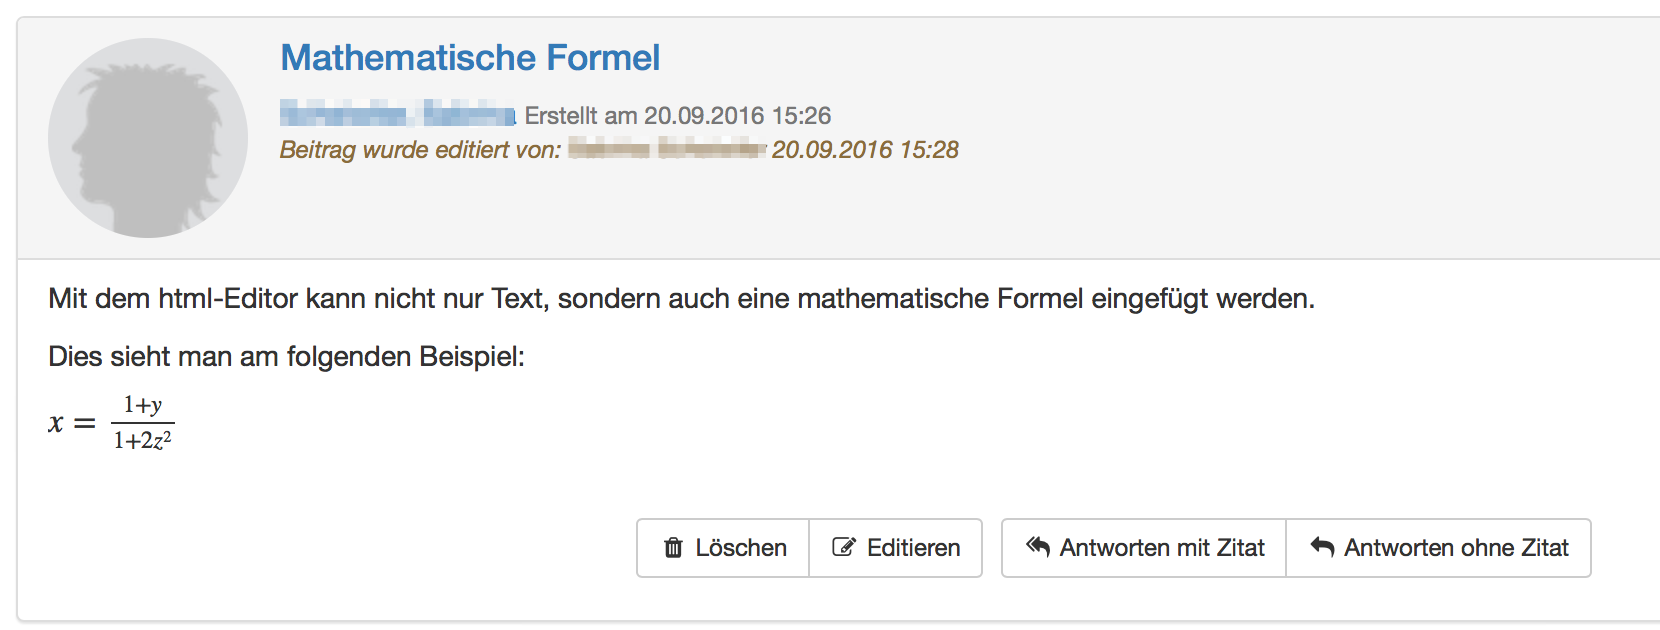 Mathematische Formel
Erstellt am 20.09.2016 15:26
Beitrag wurde editiert von: 20.09.2016 15:28
Mit dem html-Editor kann nicht nur Text, sondern auch eine mathematische Formel eingefügt werden.
Dies sieht man am folgenden Beispiel:
x = \frac{1+y}{1+2z^2}
Löschen Editieren Antworten mit Zitat Antworten ohne Zitat